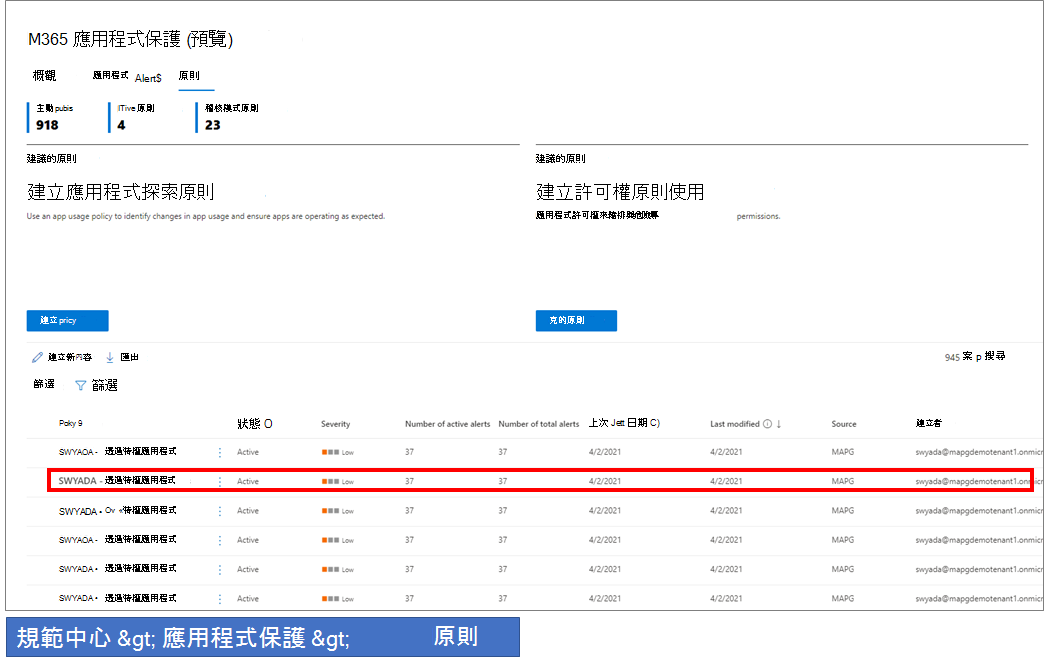 M365 應用程式保護 (預覽)
概觀 應用程式 Alert$ 原則
主動 pubis ITive 原則 稽核模式原則
918 4 23
建議的原則 建議的原則
建立應用程式探索原則 建立許可權原則使用
Use an app usage policy to identify changes in app usage and ensure apps are operating as expected. 應用程式許可權來 permissions.
建立 pricy 克的原則
建立新內容 匯出 945 案 p 搜尋
篩選 篩選
Poky 9 狀態 O Severity Number of active alerts Number of total alerts 上次 Jett 日期 C) Last modified Source 建立者
SWYAOA - 透過特權應用程式 Active Low 37 37 4/2/2021 4/2/2021 MAPG swyada@mapgdemotenant1.onmicr
SWYADA - 透過特權應用程式 Active Low 37 37 4/2/2021 4/2/2021 MAPG swyada@mapgdemotenant1.onmicr
SWYADA • Ov «特權應用程式 Active Low 37 37 4/2/2021 4/2/2021 MAPG swyada@mapgdemotenant1.onmicr
SWYAOA - 透過特權應用程式 Active Low 37 37 4/2/2021 4/2/2021 MAPG swyada@mapgdemotenant1.onmicr
SWYADA • 透過特權應用程式 Active Low 37 37 4/2/2021 4/2/2021 MAPG swyada@mapgdemotenant1.onmicr
SWYADA • 透過特權應用程式 Active Low 37 37 4/2/2021 4/2/2021 MAPG swyada@mapgdemotenant1.onmicr
規範中心 &gt; 應用程式保護 &gt; 原則